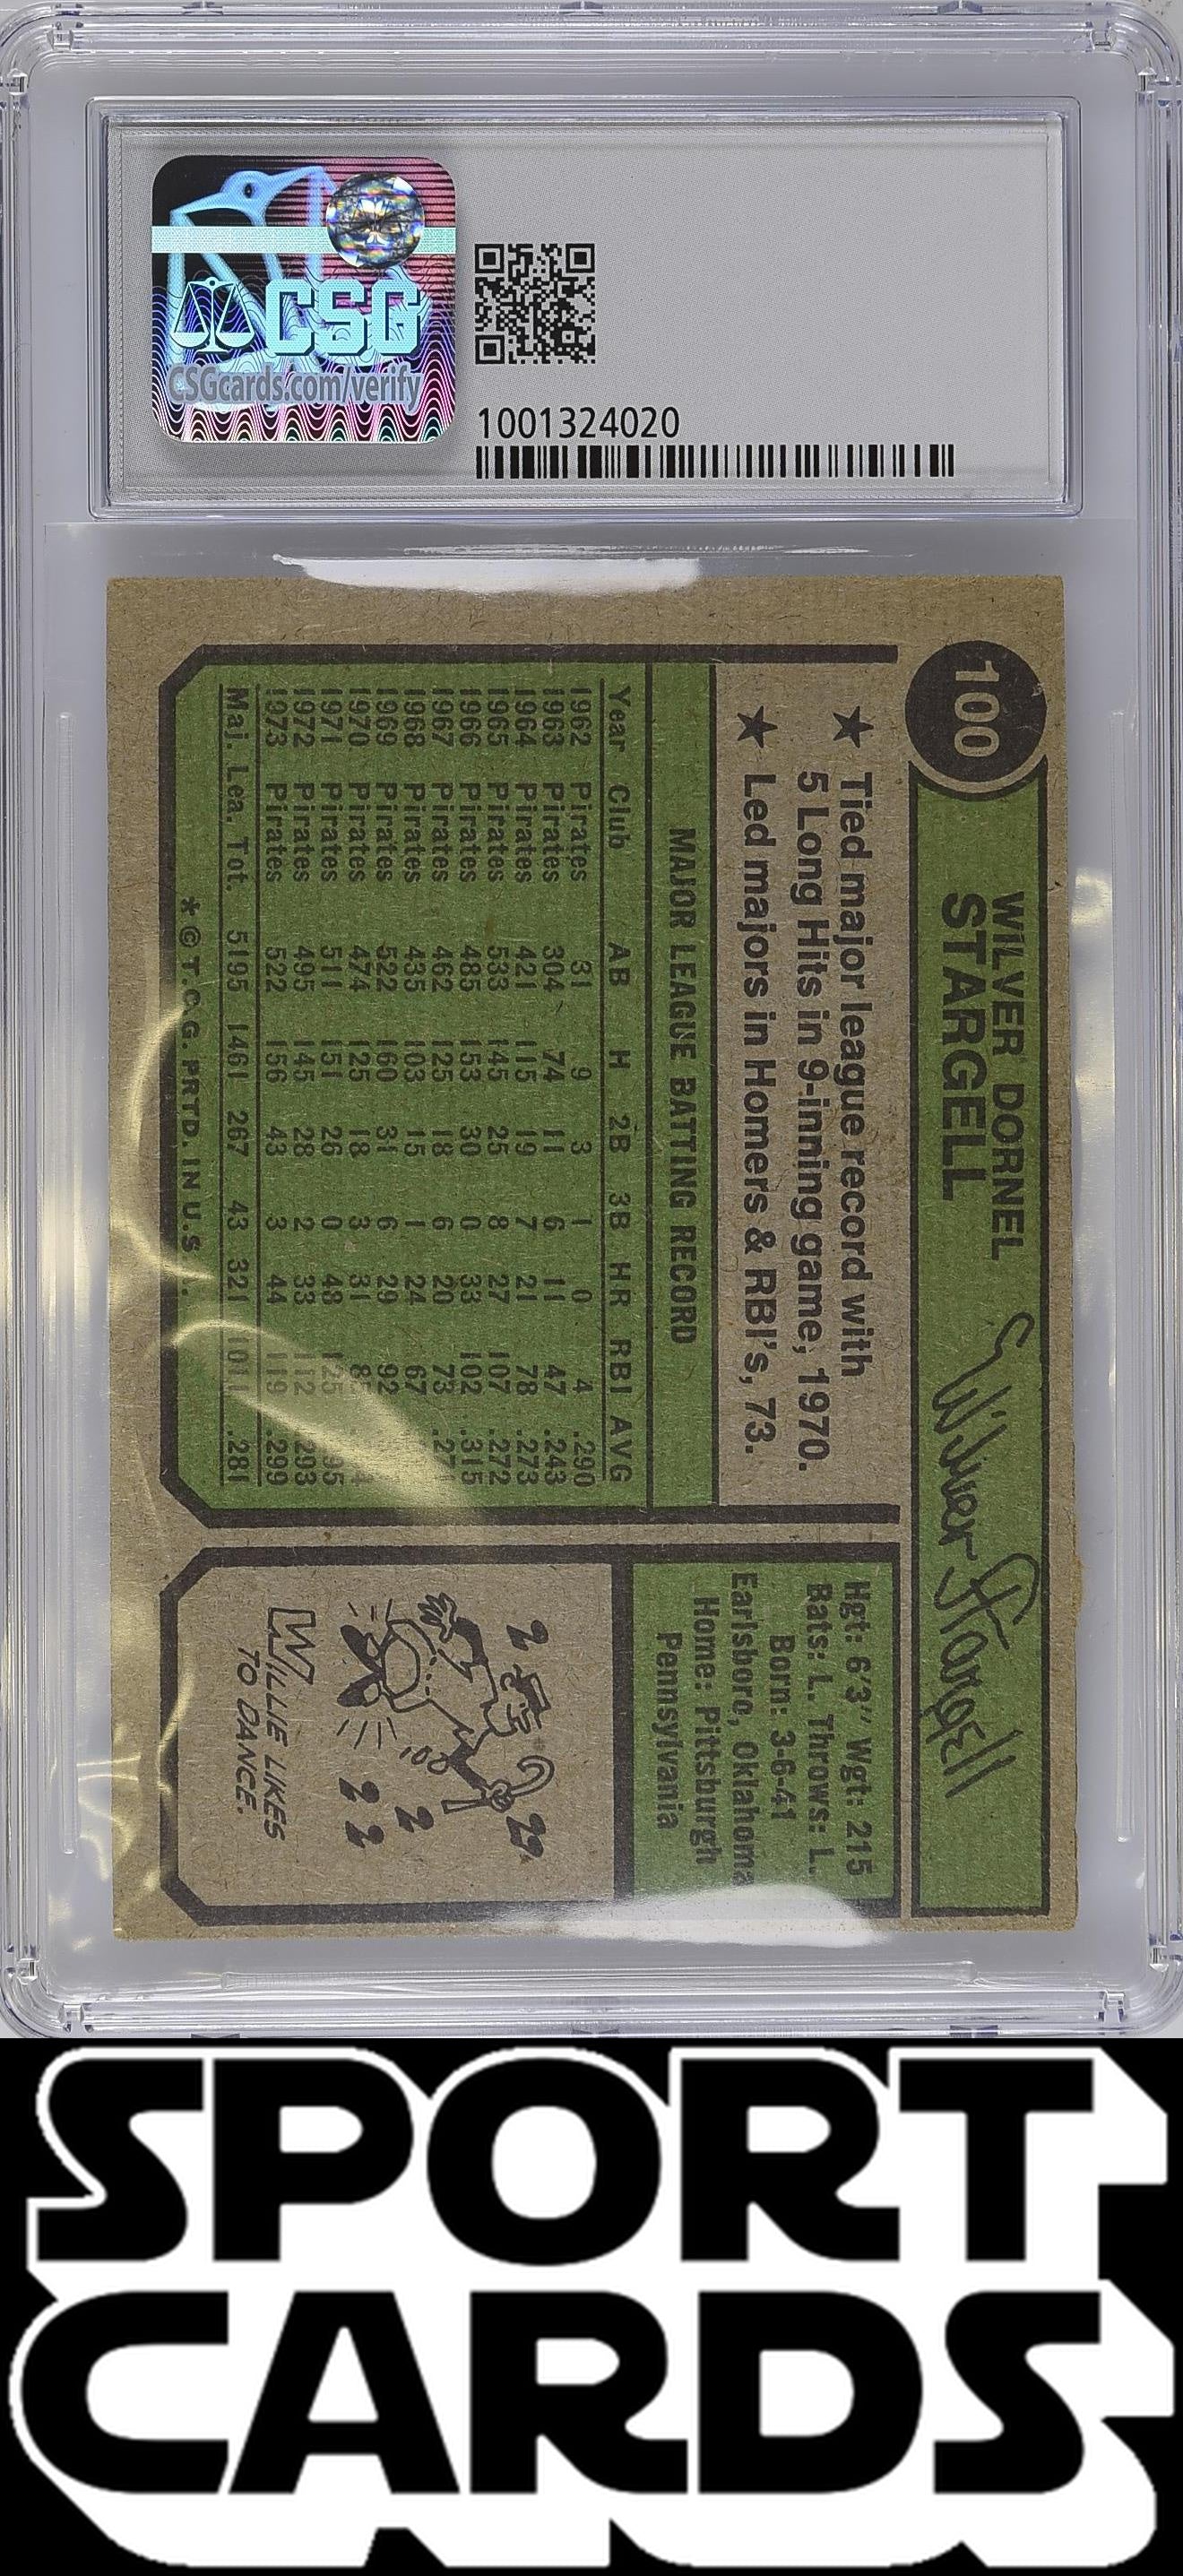 CSG
CSGcards.com/verify
1001324020
100
WILVER DORNEL
STARGELL
Wilver Stargell
★ Tied major league record with
5 Long Hits in 9-inning game, 1970.
★ Led majors in Homers & RBI's, 73.
MAJOR LEAGUE BATTING RECORD
Year Club AB H 2B 3B HR RBI AVG
1962 Pirates 31 9 3 1 0 4 .290
1963 Pirates 304 74 11 6 11 47 .243
1964 Pirates 421 115 19 7 21 78 .273
1965 Pirates 533 145 25 8 27 107 .272
1966 Pirates 485 153 30 0 33 102 .315
1967 Pirates 462 125 18 6 20 73
1968 Pirates 435 103 15 1 24 67
1969 Pirates 522 160 31 6 29 92
1970 Pirates 474 125 18 3 31
1971 Pirates 511 151 26 0 48 125
1972 Pirates 495 145 28 2 33 112 .293
1973 Pirates 522 156 43 3 44 119 .299
Maj. Lea. Tot. 5195 1461 267 43 321 1011 .281
* © T.C.G. PRTD. IN U.S.
Hgt: 6'3" Wgt: 215
Bats: L. Throws: L.
Born: 3-6-41
Earlsboro, Oklahoma
Home: Pittsburgh
Pennsylvania
WILLIE LIKES
TO DANCE.
SPORT
CARDS